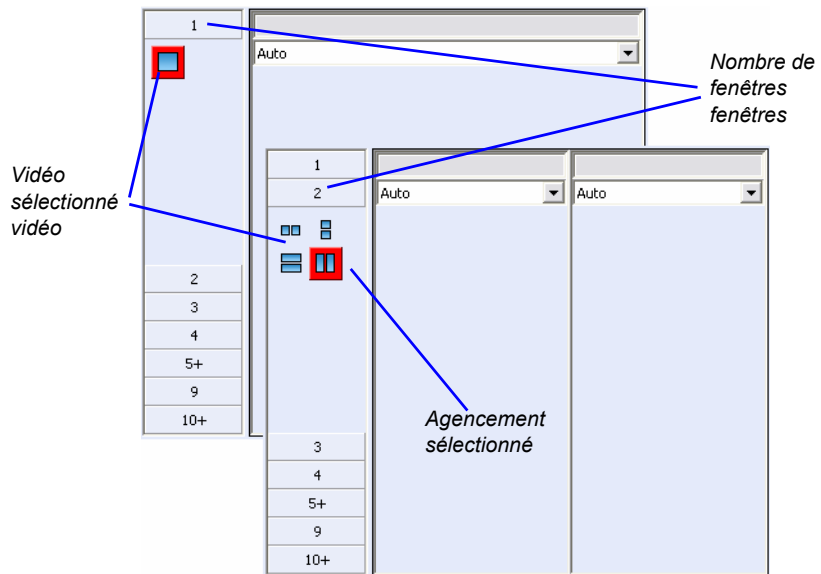 1
Auto
Nombre de
fenêtres
fenêtres
Vidéo
sélectionné
vidéo
2
3
4
5+
9
10+
1
2
Auto
Auto
Agencement
sélectionné
3
4
5+
9
10+